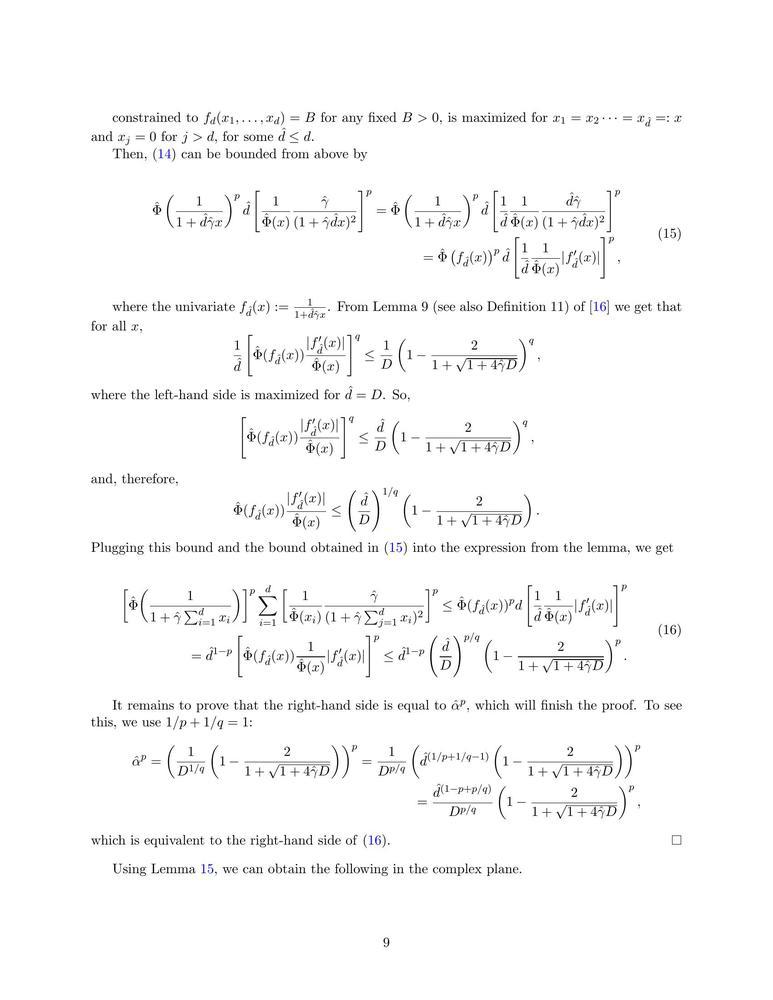 constrained to $f_d(x_1, \ldots, x_d) = B$ for any fixed $B > 0$, is maximized for $x_1 = x_2 \cdots = x_{\hat{d}} =: x$
and $x_j = 0$ for $j > d$, for some $\hat{d} \leq d$.
Then, (14) can be bounded from above by
$$\hat{\Phi} \left( \frac{1}{1 + \hat{d}\hat{\gamma}x} \right)^p \hat{d} \left[ \frac{1}{\hat{\Phi}(x)} \frac{\hat{\gamma}}{(1 + \hat{\gamma}\hat{d}x)^2} \right]^p = \hat{\Phi} \left( \frac{1}{1 + \hat{d}\hat{\gamma}x} \right)^p \hat{d} \left[ \frac{1}{\hat{d}} \frac{1}{\hat{\Phi}(x)} \frac{\hat{d}\hat{\gamma}}{(1 + \hat{\gamma}\hat{d}x)^2} \right]^p$$
$$= \hat{\Phi} \left( f_{\hat{d}}(x) \right)^p \hat{d} \left[ \frac{1}{\hat{d}} \frac{1}{\hat{\Phi}(x)} |f'_{\hat{d}}(x)| \right]^p,$$ (15)
where the univariate $f_{\hat{d}}(x) := \frac{1}{1+\hat{d}\hat{\gamma}x}$. From Lemma 9 (see also Definition 11) of [16] we get that
for all $x$,
$$\frac{1}{\hat{d}} \left[ \hat{\Phi}(f_{\hat{d}}(x)) \frac{|f'_{\hat{d}}(x)|}{\hat{\Phi}(x)} \right]^q \leq \frac{1}{D} \left( 1 - \frac{2}{1 + \sqrt{1 + 4\hat{\gamma}D}} \right)^q,$$
where the left-hand side is maximized for $\hat{d} = D$. So,
$$\left[ \hat{\Phi}(f_{\hat{d}}(x)) \frac{|f'_{\hat{d}}(x)|}{\hat{\Phi}(x)} \right]^q \leq \frac{\hat{d}}{D} \left( 1 - \frac{2}{1 + \sqrt{1 + 4\hat{\gamma}D}} \right)^q,$$
and, therefore,
$$\hat{\Phi}(f_{\hat{d}}(x)) \frac{|f'_{\hat{d}}(x)|}{\hat{\Phi}(x)} \leq \left( \frac{\hat{d}}{D} \right)^{1/q} \left( 1 - \frac{2}{1 + \sqrt{1 + 4\hat{\gamma}D}} \right).$$
Plugging this bound and the bound obtained in (15) into the expression from the lemma, we get
$$\left[ \hat{\Phi} \left( \frac{1}{1 + \hat{\gamma} \sum_{i=1}^d x_i} \right) \right]^p \sum_{i=1}^d \left[ \frac{1}{\hat{\Phi}(x_i)} \frac{\hat{\gamma}}{(1 + \hat{\gamma} \sum_{j=1}^d x_i)^2} \right]^p \leq \hat{\Phi}(f_{\hat{d}}(x))^p d \left[ \frac{1}{\hat{d}} \frac{1}{\hat{\Phi}(x)} |f'_{\hat{d}}(x)| \right]^p$$
$$= \hat{d}^{1-p} \left[ \hat{\Phi}(f_{\hat{d}}(x)) \frac{1}{\hat{\Phi}(x)} |f'_{\hat{d}}(x)| \right]^p \leq \hat{d}^{1-p} \left( \frac{\hat{d}}{D} \right)^{p/q} \left( 1 - \frac{2}{1 + \sqrt{1 + 4\hat{\gamma}D}} \right)^p.$$ (16)
It remains to prove that the right-hand side is equal to $\hat{\alpha}^p$, which will finish the proof. To see
this, we use $1/p + 1/q = 1$:
$$\hat{\alpha}^p = \left( \frac{1}{D^{1/q}} \left( 1 - \frac{2}{1 + \sqrt{1 + 4\hat{\gamma}D}} \right) \right)^p = \frac{1}{D^{p/q}} \left( \hat{d}^{(1/p+1/q-1)} \left( 1 - \frac{2}{1 + \sqrt{1 + 4\hat{\gamma}D}} \right) \right)^p$$
$$= \frac{\hat{d}^{(1-p+p/q)}}{D^{p/q}} \left( 1 - \frac{2}{1 + \sqrt{1 + 4\hat{\gamma}D}} \right)^p,$$
which is equivalent to the right-hand side of (16). □
Using Lemma 15, we can obtain the following in the complex plane.
9